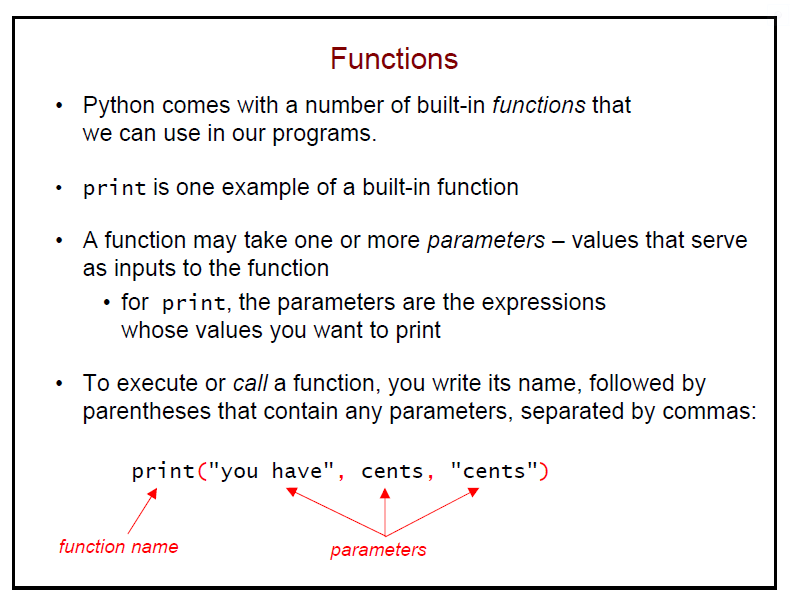 Functions
• Python comes with a number of built-in functions that
we can use in our programs.
• print is one example of a built-in function
• A function may take one or more parameters – values that serve
as inputs to the function
• for print, the parameters are the expressions
whose values you want to print
• To execute or call a function, you write its name, followed by
parentheses that contain any parameters, separated by commas:
print("you have", cents, "cents")
function name
parameters